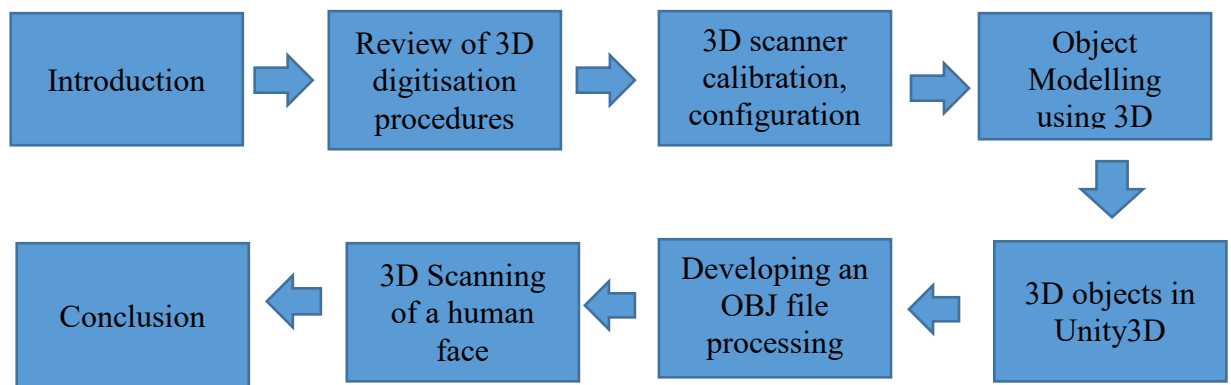 Introduction
Review of 3D
digitisation
procedures
3D scanner
calibration,
configuration
Object
Modelling
using 3D
3D objects in
Unity3D
Developing an
OBJ file
processing
3D Scanning
of a human
face
Conclusion